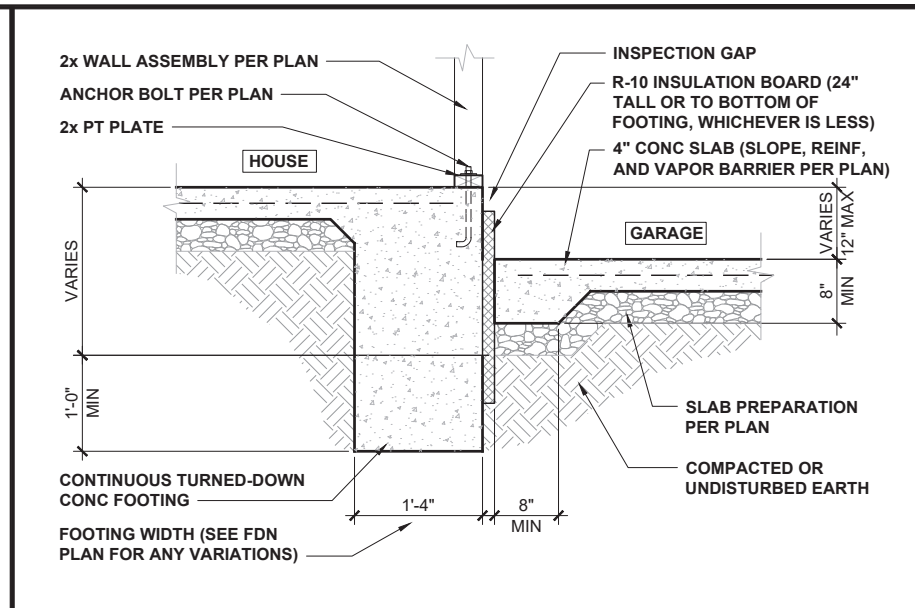 2x WALL ASSEMBLY PER PLAN
ANCHOR BOLT PER PLAN
2x PT PLATE
HOUSE
INSPECTION GAP
R-10 INSULATION BOARD (24"
TALL OR TO BOTTOM OF
FOOTING, WHICHEVER IS LESS)
4" CONC SLAB (SLOPE, REINF,
AND VAPOR BARRIER PER PLAN)
GARAGE
VARIES
12" MAX
8"
MIN
VARIES
1'-0"
MIN
SLAB PREPARATION
PER PLAN
COMPACTED OR
UNDISTURBED EARTH
CONTINUOUS TURNED-DOWN
CONC FOOTING
1'-4"
8"
MIN
FOOTING WIDTH (SEE FDN
PLAN FOR ANY VARIATIONS)